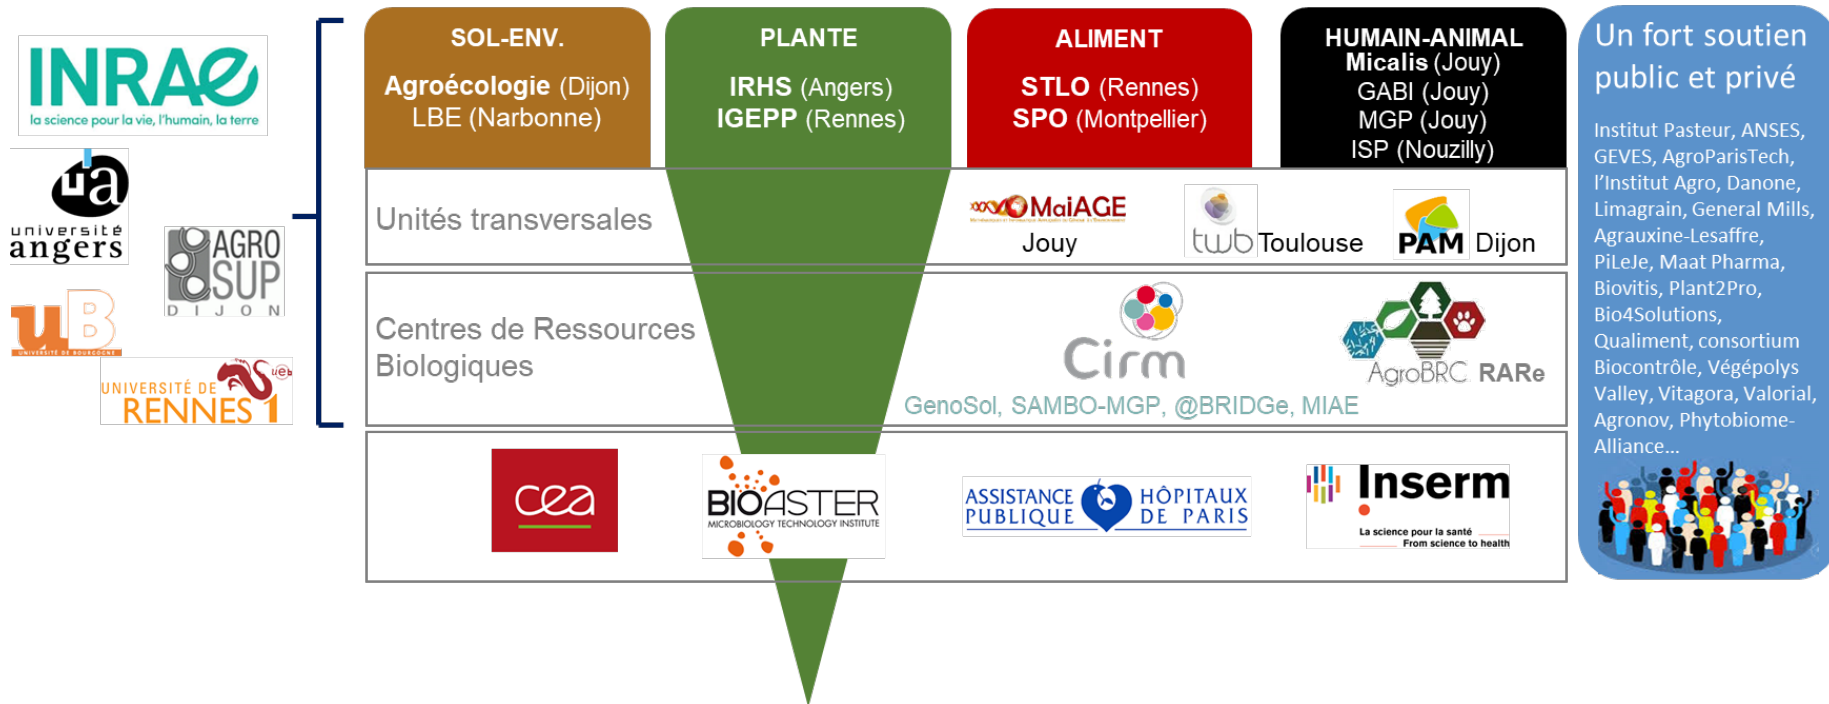 INRAE
la science pour la vie, l'humain, la terre
ua
université
angers
AGRO
SUP
DIJON
uB
UNIVERSITÉ DE BOURGOGNE
ueb
UNIVERSITÉ DE
RENNES 1
SOL-ENV.
Agroécologie (Dijon)
LBE (Narbonne)
PLANTE
IRHS (Angers)
IGEPP (Rennes)
ALIMENT
STLO (Rennes)
SPO (Montpellier)
HUMAIN-ANIMAL
Micalis (Jouy)
GABI (Jouy)
MGP (Jouy)
ISP (Nouzilly)
Unités transversales
MaiAGE
Jouy
twb Toulouse
PAM Dijon
Centres de Ressources
Biologiques
Cirm
AgroBRC RARe
GenoSol, SAMBO-MGP, @BRIDGe, MIAE
cea
BIOASTER
MICROBIOLOGY TECHNOLOGY INSTITUTE
ASSISTANCE HÔPITAUX
PUBLIQUE DE PARIS
Inserm
La science pour la santé
From science to health
Un fort soutien
public et privé
Institut Pasteur, ANSES,
GEVES, AgroParisTech,
l'Institut Agro, Danone,
Limagrain, General Mills,
Agrauxine-Lesaffre,
PiLeJe, Maat Pharma,
Biovitis, Plant2Pro,
Bio4Solutions,
Qualiment, consortium
Biocontrôle, Végépolys
Valley, Vitagora, Valorial,
Agronov, Phytobiome-
Alliance...